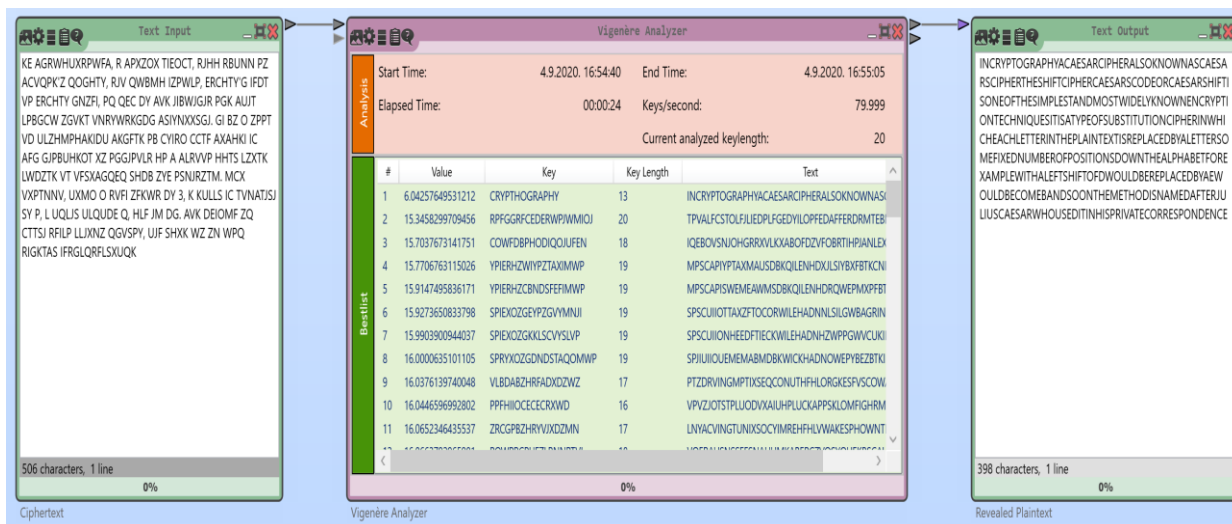 Text Input
KE AGRWHUXRPWFA, R APXZOX TIEOCT, RJHH RBUNN PZ
ACVQPK'Z QOGHTY, RJV QWBMH IZPWLP, ERCHTY'G IFDT
VP ERCHTY GNZFI, PQ QEC DY AVK JIBWJGJR PGK AUJT
LPBGCW ZGVKT VNRYWRKGDG ASIYNXXSGJ. GI BZ O ZPPT
VD ULZHMPHAKIDU AKGFTK PB CYIRO CCTF AXAHKI IC
AFG GJPBUHKOT XZ PGGJPVLR HP A ALRVVP HHTS LZXTK
LWDZTK VT VFSXAGQEQ SHDB ZYE PSNJRZTM. MCX
VXPTNNV, UXMO O RVFI ZFKWR DY 3, K KULLS IC TVNATJSJ
SY P, L UQLJS ULQUDE Q, HLF JM DG. AVK DEIOMF ZQ
CTTSJ RFILP LLJXNZ QGVSPY, UJF SHXK WZ ZN WPQ
RIGKTAS IFRGLQRFLSXUQK
506 characters, 1 line
0%
Ciphertext
Vigenère Analyzer
Analysis
Start Time: 4.9.2020. 16:54:40 End Time: 4.9.2020. 16:55:05
Elapsed Time: 00:00:24 Keys/second: 79.999
Current analyzed keylength: 20
Bestlist
# Value Key Key Length Text
1 6.04257649531212 CRYPTHOGRAPHY 13 INCRYPTOGRAPHYACAESARCIPHERALSOKNOWNAS
2 15.3458299709456 RPFGGRFCEDERWPJWMIOJ 20 TPVALFCSTOLFJLIEDPLFGEDYILOPFEDAFFERDRMTEB
3 15.7037673141751 COWFDBPHODIQOJUFEN 18 IQEBOVSNJOHGRRXVLKXABOFDZVFOBRTIHPJANLEX
4 15.7706763115026 YPIERHZWIYPZTAXIMWP 19 MPSCAPIYPTAXMAUSDBKQILENHDXJLSIYBXFBTKCN
5 15.9147495836171 YPIERHZCBNDSFEFIMWP 19 MPSCAPISWEMEAWMSDBKQILENHDRQWEPMXPFBT
6 15.9273650833798 SPIEXOZGEYPZGVYMNJI 19 SPSCUIIOTTAXZFTOCORWILEHADNNLSILGWBAGRIN
7 15.9903900944037 SPIEXOZGKKLSCVYSLVP 19 SPSCUIIONHEEDFTIECKWILEHADNHZWPPGWVCUKI
8 16.0000635101105 SPRYXOZGDNDSTAQOMWP 19 SPJIUIIOUEMEMABMDBKWICKHADNOWEPYBEZBTKI
9 16.0376139740048 VLBDABZHRFADXDZWZ 17 PTZDRVINGMPTIXSEQCONUTHFHLORGKESFVSCOW
10 16.0446596992802 PPFHIIOCECECRXWD 16 VPVZJOTSTPLUODVXAIUHPLUCKAPPSKLOMFIGHRM
11 16.0652346435537 ZRCGPBZHRYVJXDZMN 17 LNYACVINGTUNIXSOCYIMREHFHLVWAKESPHOWNT
0%
Vigenère Analyzer
Text Output
INCRYPTOGRAPHYACAESARCIPHERALSOKNOWNASCAESA
RSCIPHERTHESHIFTCIPHERCAESARSCODEORCAESARSHIFTI
SONEOFTHESIMPLESTANDMOSTWIDELYKNOWNENCRYPTI
ONTECHNIQUESITISATYPEOFSUBSTITUTIONCIPHERINWHI
CHEACHLETTERINTHEPLAINTEXTISREPLACEDBYALETTERSO
MEFIXEDNUMBEROFPOSITIONSDOWNTHEALPHABETFORE
XAMPLEWITHALEFTSHIFTOFDWOULDBEREPLACEDBYAEW
OULDBECOMEBANDSOONTHEMETHODISNAMEDAFTERJU
LIUSCAESARWHOUSEDITINHISPRIVATECORRESPONDENCE
398 characters, 1 line
0%
Revealed Plaintext